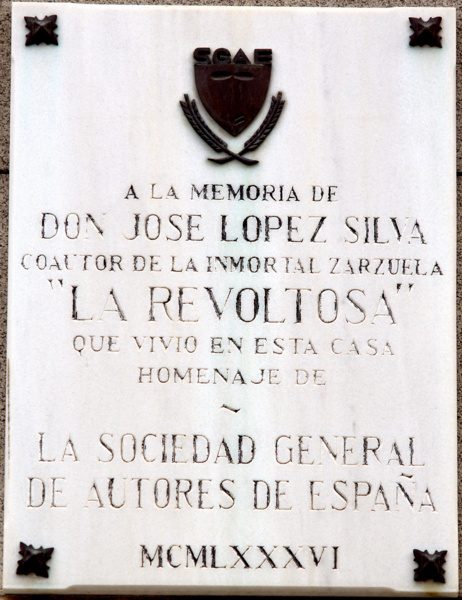 SGAE
A LA MEMORIA DE
DON JOSE LOPEZ SILVA
COAUTOR DE LA INMORTAL ZARZUELA
"LA REVOLTOSA"
QUE VIVIO EN ESTA CASA
HOMENAJE DE
~
LA SOCIEDAD GENERAL
DE AUTORES DE ESPAÑA
MCMLXXXVI